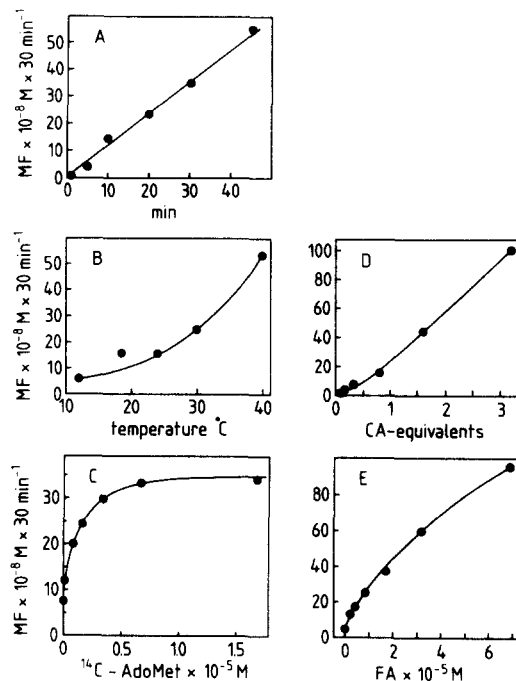 A
MF × 10⁻⁸ M × 30 min⁻¹
50
40
30
20
10
0
0 10 20 30 40
min
B
MF × 10⁻⁸ M × 30 min⁻¹
50
40
30
20
10
0
10 20 30 40
temperature °C
D
100
80
60
40
20
0
0 1 2 3
CA-equivalents
C
MF × 10⁻⁸ M × 30 min⁻¹
30
20
10
0
0 0.5 1.0 1.5
¹⁴C - AdoMet × 10⁻⁵ M
E
80
60
40
20
0
0 2 4 6
FA × 10⁻⁵ M